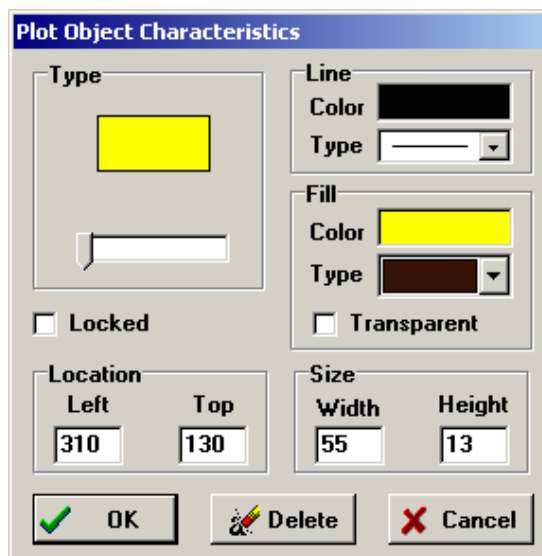 Plot Object Characteristics
Type
Line
Color
Type
Fill
Color
Type
Locked
Transparent
Location
Left Top
310 130
Size
Width Height
55 13
OK Delete Cancel